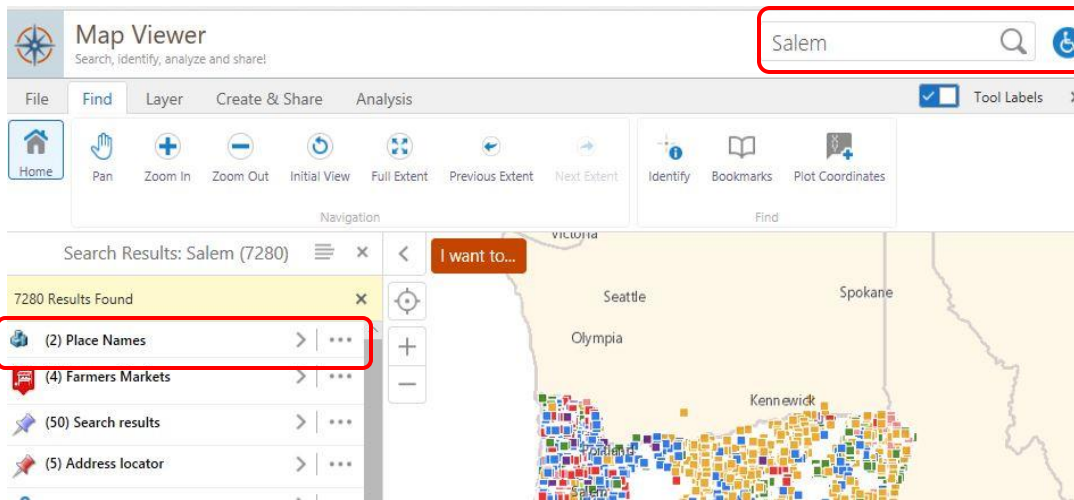 Map Viewer
Salem
Search, identify, analyze and share!
File Find Layer Create & Share Analysis
Tool Labels
Home Pan Zoom In Zoom Out Initial View Full Extent Previous Extent Next Extent Identify Bookmarks Plot Coordinates
Navigation Find
Search Results: Salem (7280)
I want to...
Victoria
7280 Results Found
Seattle
Spokane
(2) Place Names
Olympia
(4) Farmers Markets
Kennewick
(50) Search results
Portland
(5) Address locator
Salem